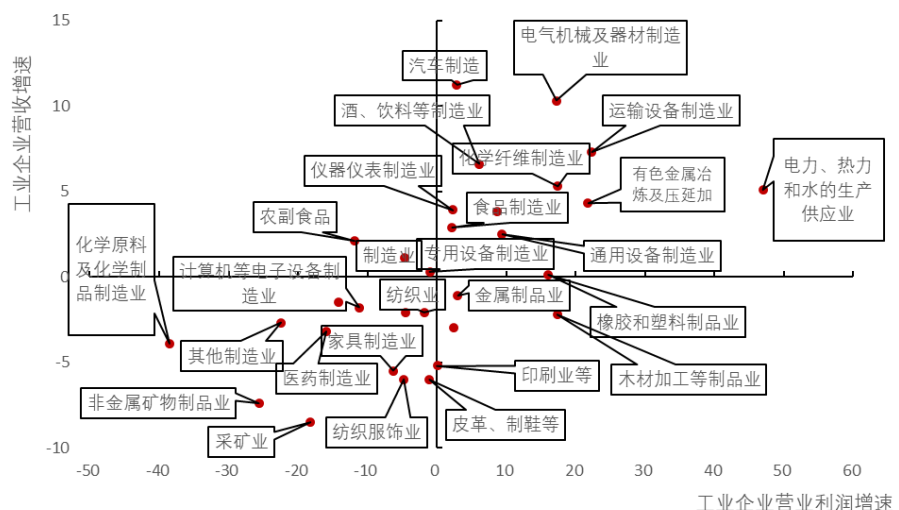 15
10
5
0
-5
-10
工业企业营收增速
电气机械及器材制造
业
汽车制造
酒、饮料等制造业
运输设备制造业
化学纤维制造业
仪器仪表制造业
有色金属冶
炼及压延加
电力、热力
和水的生产
供应业
食品制造业
农副食品
制造业
专用设备制造业
通用设备制造业
化学原料
及化学制
品制造业
计算机等电子设备制
造业
纺织业
金属制品业
橡胶和塑料制品业
其他制造业
家具制造业
医药制造业
印刷业等
木材加工等制品业
非金属矿物制品业
采矿业
纺织服饰业
皮革、制鞋等
-50
-40
-30
-20
-10
0
10
20
30
40
50
60
工业企业营业利润增速